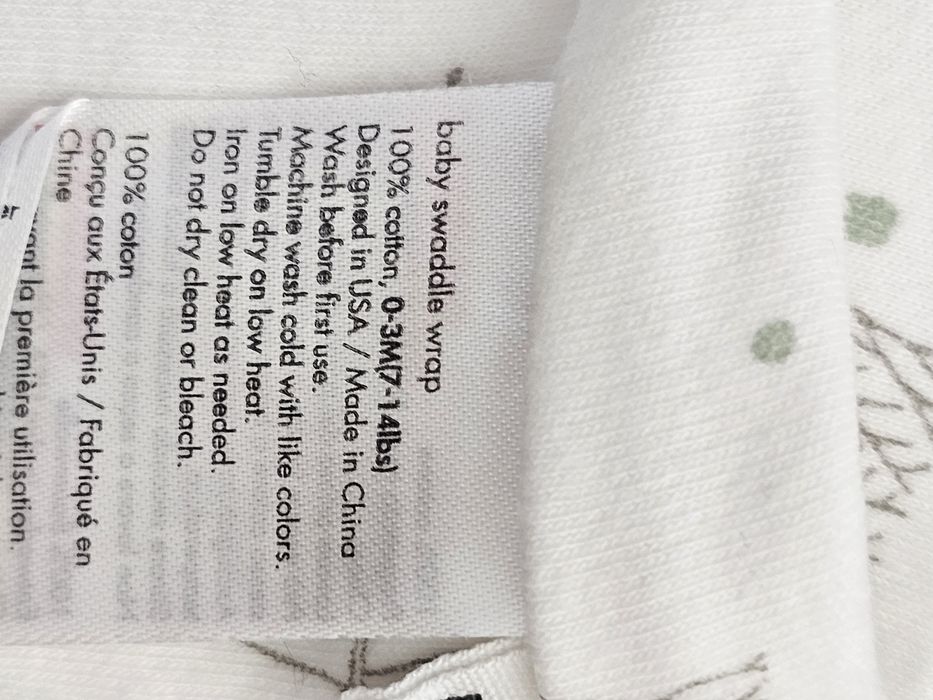 baby swaddle wrap
100% cotton, 0-3M(7-14lbs)
Designed in USA / Made in China
Wash before first use.
Machine wash cold with like colors.
Tumble dry on low heat.
Iron on low heat as needed.
Do not dry clean or bleach.
100% coton
Conçu aux États-Unis / Fabriqué en
Chine
la première utilisation.